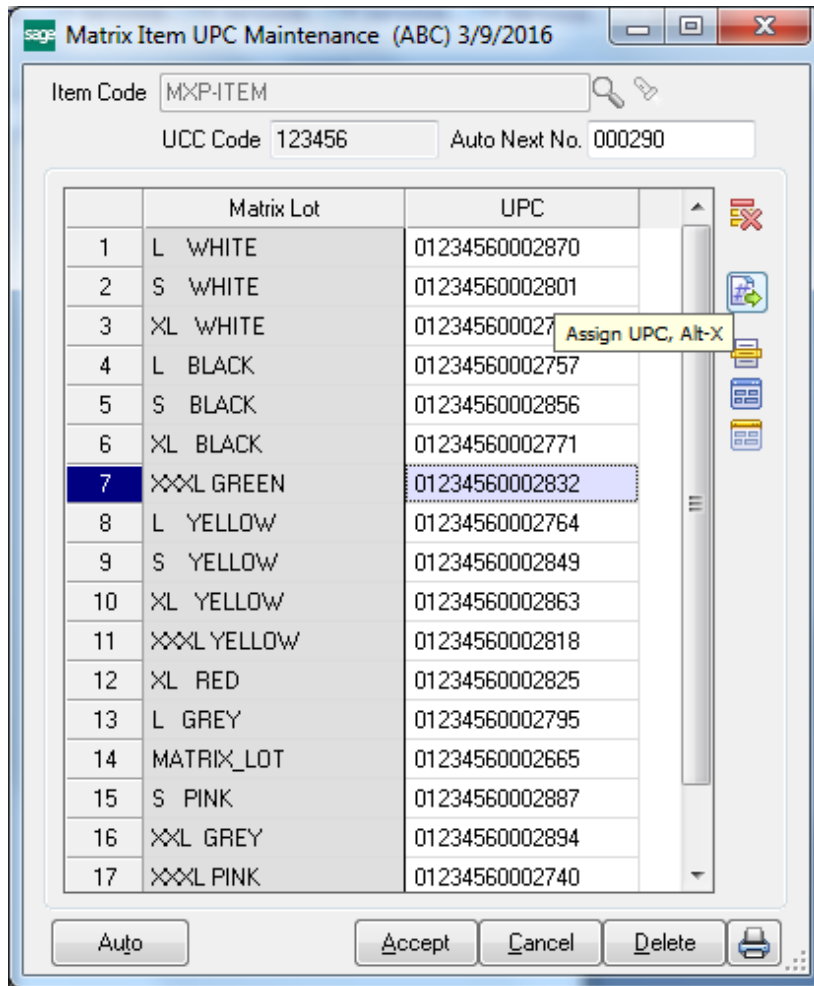 sage Matrix Item UPC Maintenance (ABC) 3/9/2016
Item Code MXP-ITEM
UCC Code 123456 Auto Next No. 000290
Matrix Lot UPC
1 L WHITE 01234560002870
2 S WHITE 01234560002801
3 XL WHITE 012345600027
Assign UPC, Alt-X
4 L BLACK 01234560002757
5 S BLACK 01234560002856
6 XL BLACK 01234560002771
7 XXXL GREEN 01234560002832
8 L YELLOW 01234560002764
9 S YELLOW 01234560002849
10 XL YELLOW 01234560002863
11 XXXL YELLOW 01234560002818
12 XL RED 01234560002825
13 L GREY 01234560002795
14 MATRIX_LOT 01234560002665
15 S PINK 01234560002887
16 XXL GREY 01234560002894
17 XXXL PINK 01234560002740
Auto Accept Cancel Delete